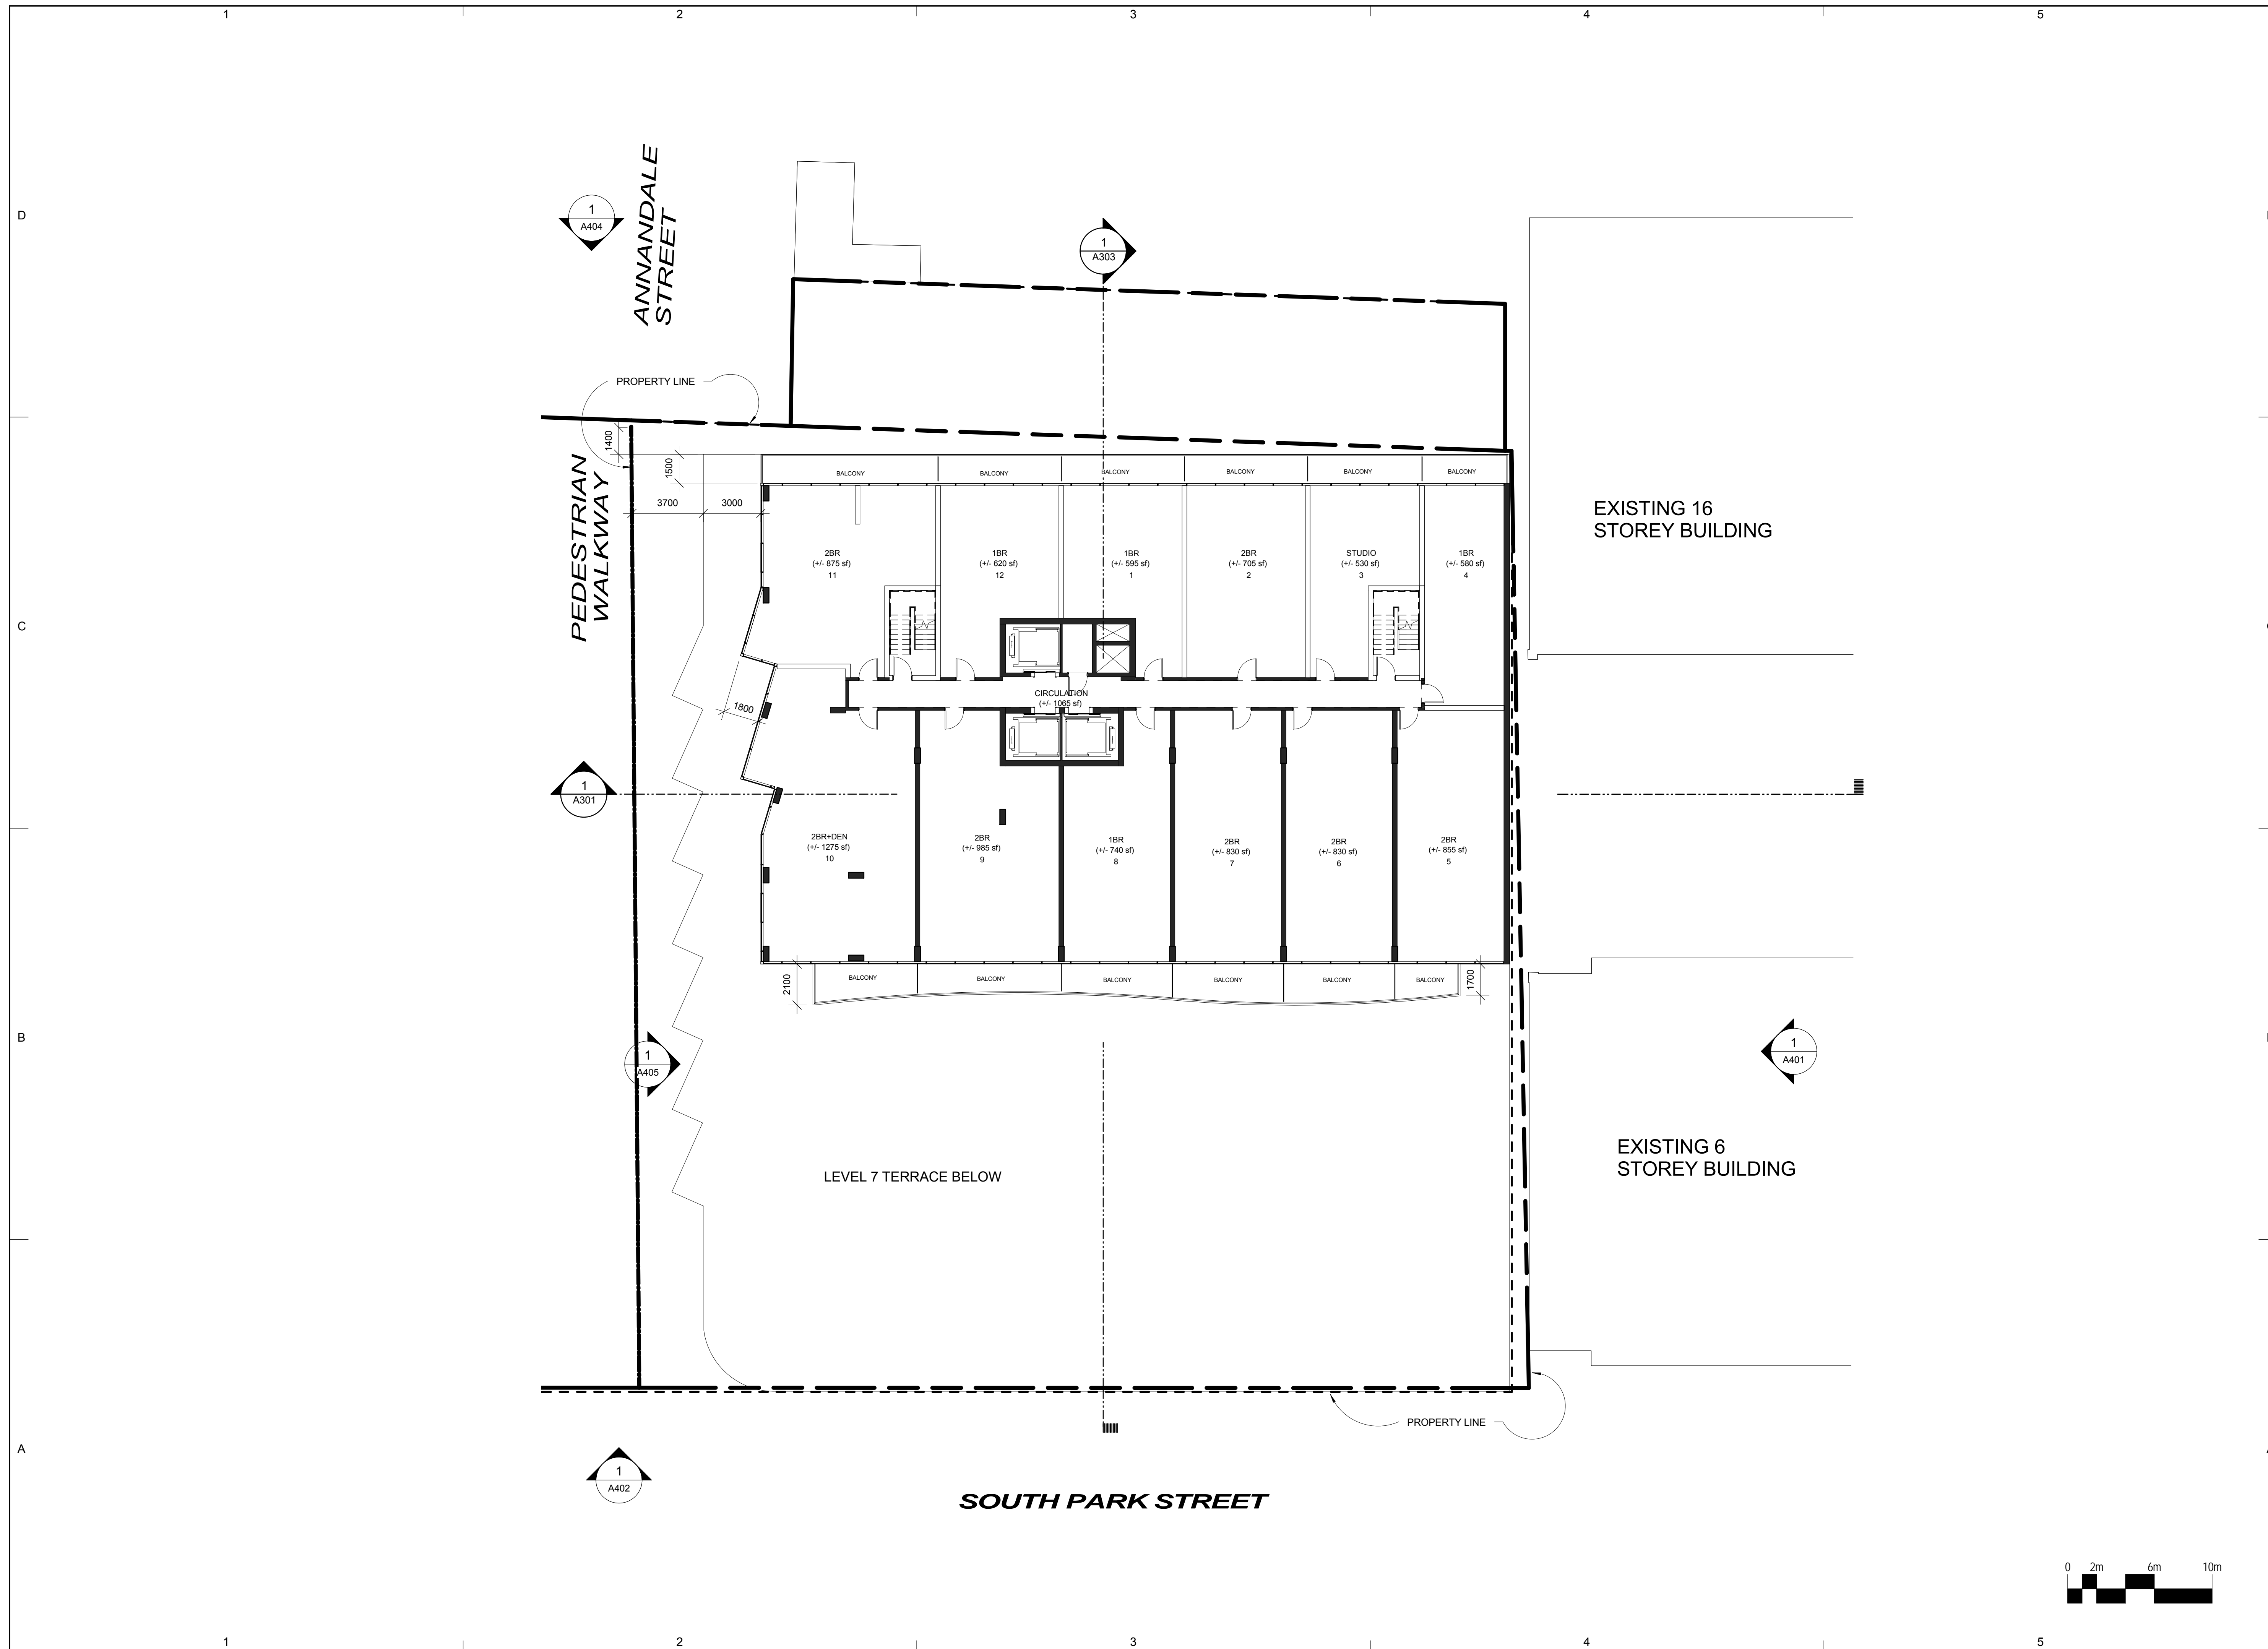 1 2 3 4 5
D
C
B
A
ANNANDALE
STREET
1
A404
1
A303
PROPERTY LINE
1400
1500
3700 3000
PEDESTRIAN
WALKWAY
BALCONY BALCONY BALCONY BALCONY BALCONY BALCONY
EXISTING 16
STOREY BUILDING
2BR
(+/- 875 sf)
11
1BR
(+/- 620 sf)
12
1BR
(+/- 595 sf)
1
2BR
(+/- 705 sf)
2
STUDIO
(+/- 530 sf)
3
1BR
(+/- 580 sf)
4
CIRCULATION
(+/- 1065 sf)
1800
1
A301
2BR+DEN
(+/- 1275 sf)
10
2BR
(+/- 985 sf)
9
1BR
(+/- 740 sf)
8
2BR
(+/- 830 sf)
7
2BR
(+/- 830 sf)
6
2BR
(+/- 855 sf)
5
2100
BALCONY BALCONY BALCONY BALCONY BALCONY BALCONY
1700
1
A405
1
A401
EXISTING 6
STOREY BUILDING
LEVEL 7 TERRACE BELOW
PROPERTY LINE
1
A402
SOUTH PARK STREET
0 2m 6m 10m
1 2 3 4 5